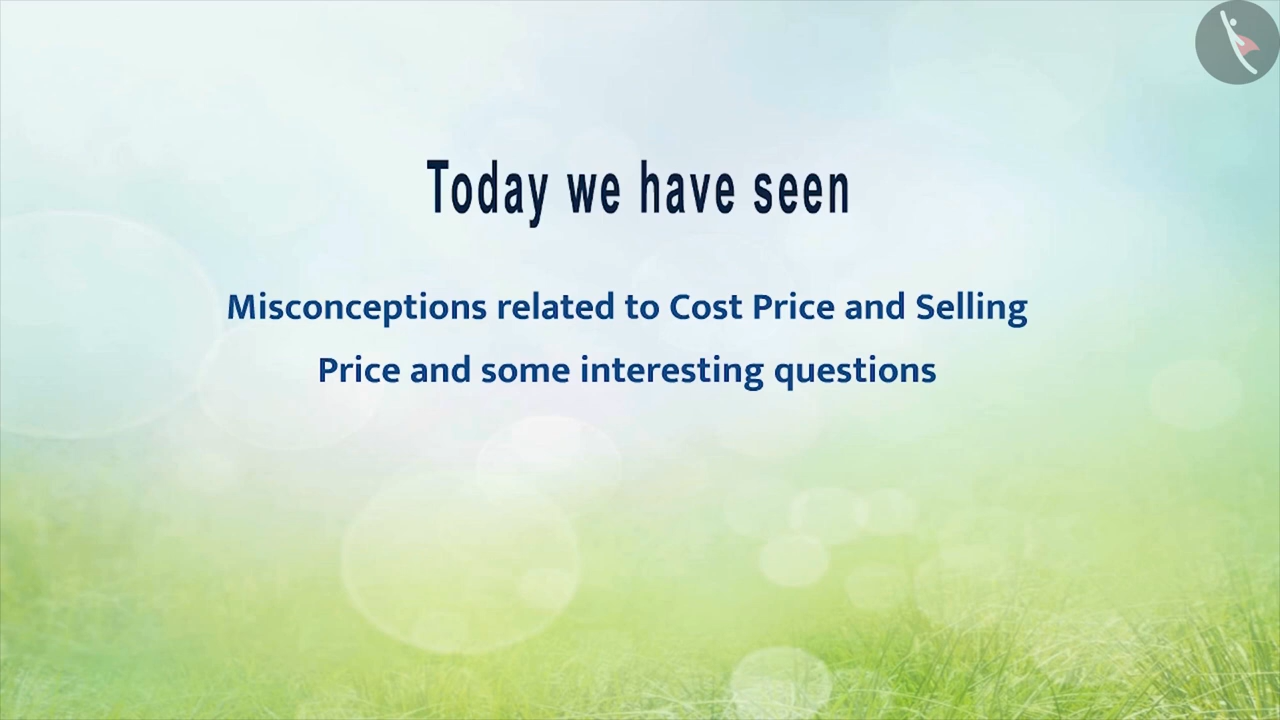 Today we have seen
Misconceptions related to Cost Price and Selling
Price and some interesting questions